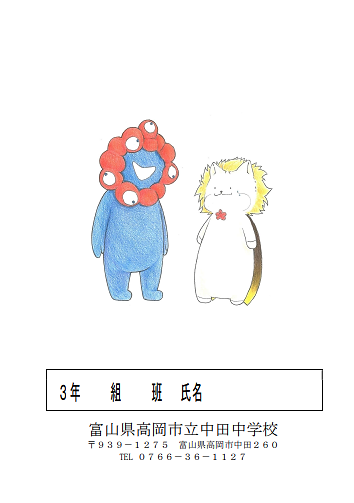 ３年　　組　　班　氏名
富山県高岡市立中田中学校
〒９３９－１２７５　富山県高岡市中田２６０
℡ ０７６６－３６－１１２７